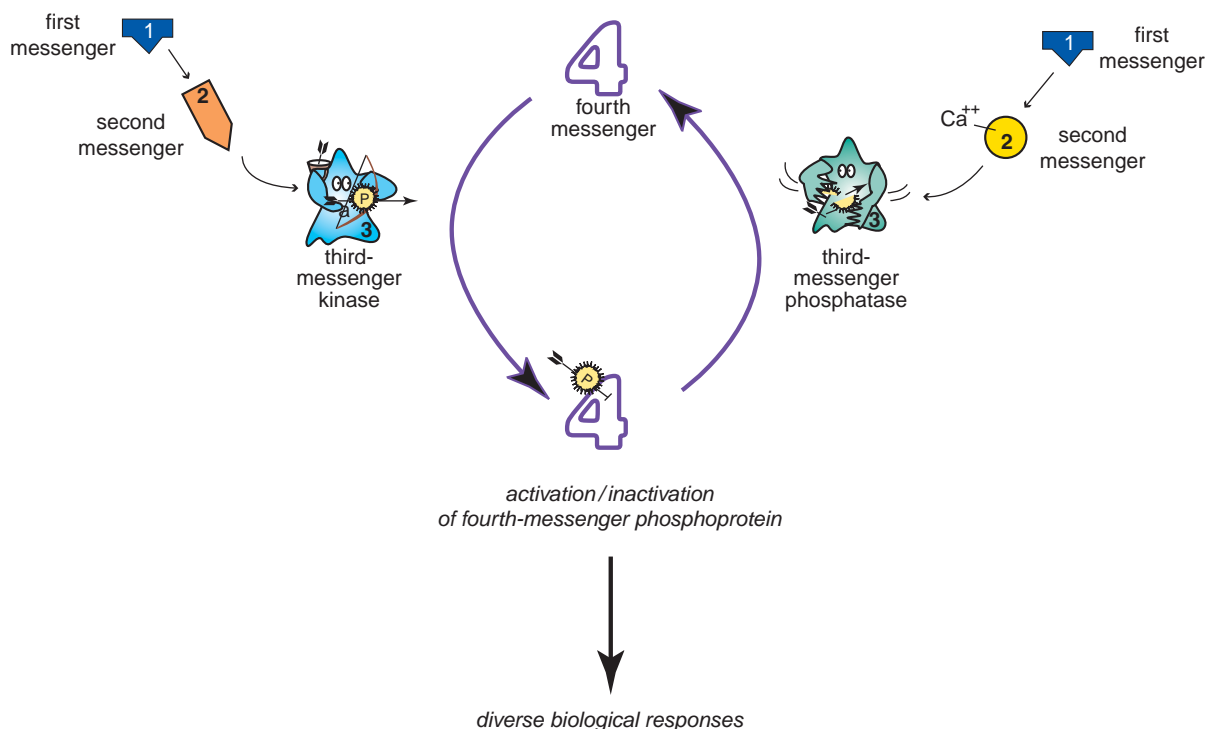 first
messenger
1
2
second
messenger
P
a
3
third-
messenger
kinase
4
fourth
messenger
1
first
messenger
Ca++
2
second
messenger
3
third-
messenger
phosphatase
P
4
activation/inactivation
of fourth-messenger phosphoprotein
diverse biological responses